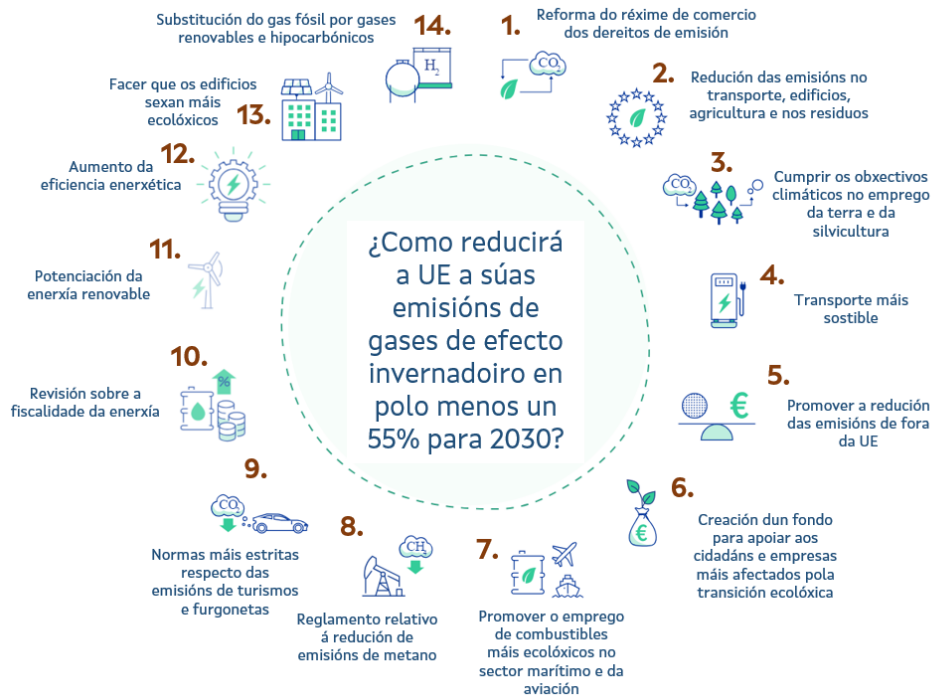 ¿Como reducirá
a UE a súas
emisións de
gases de efecto
invernadoiro en
polo menos un
55% para 2030?
1.
Reforma do réxime de comercio
dos dereitos de emisión
CO₂
2.
Redución das emisións no
transporte, edificios,
agricultura e nos residuos
3.
CO₂
Cumprir os obxectivos
climáticos no emprego
da terra e da
silvicultura
4.
Transporte máis
sostible
5.
€
Promover a redución
das emisións de fora
da UE
6.
€
Creación dun fondo
para apoiar aos
cidadáns e empresas
máis afectados pola
transición ecolóxica
7.
Promover o emprego
de combustibles
máis ecolóxicos no
sector marítimo e da
aviación
8.
CH₄
Reglamento relativo
á redución de
emisións de metano
9.
CO₂
Normas máis estritas
respecto das
emisións de turismos
e furgonetas
10.
%
Revisión sobre a
fiscalidade da enerxía
11.
Potenciación da
enerxía renovable
12.
Aumento da
eficiencia enerxética
13.
Facer que os edificios
sexan máis
ecolóxicos
14.
Substitución do gas fósil por gases
renovables e hipocarbónicos
H₂